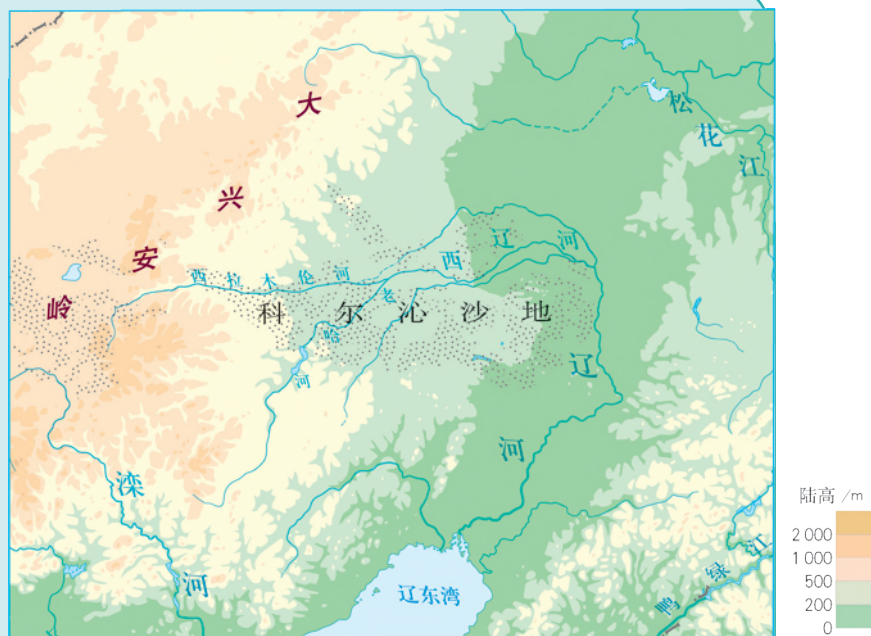 大兴安岭
松花江
西辽河
西拉木伦河
老哈河
科尔沁沙地
辽河
滦河
辽东湾
鸭绿江
陆高 /m
2 000
1 000
500
200
0